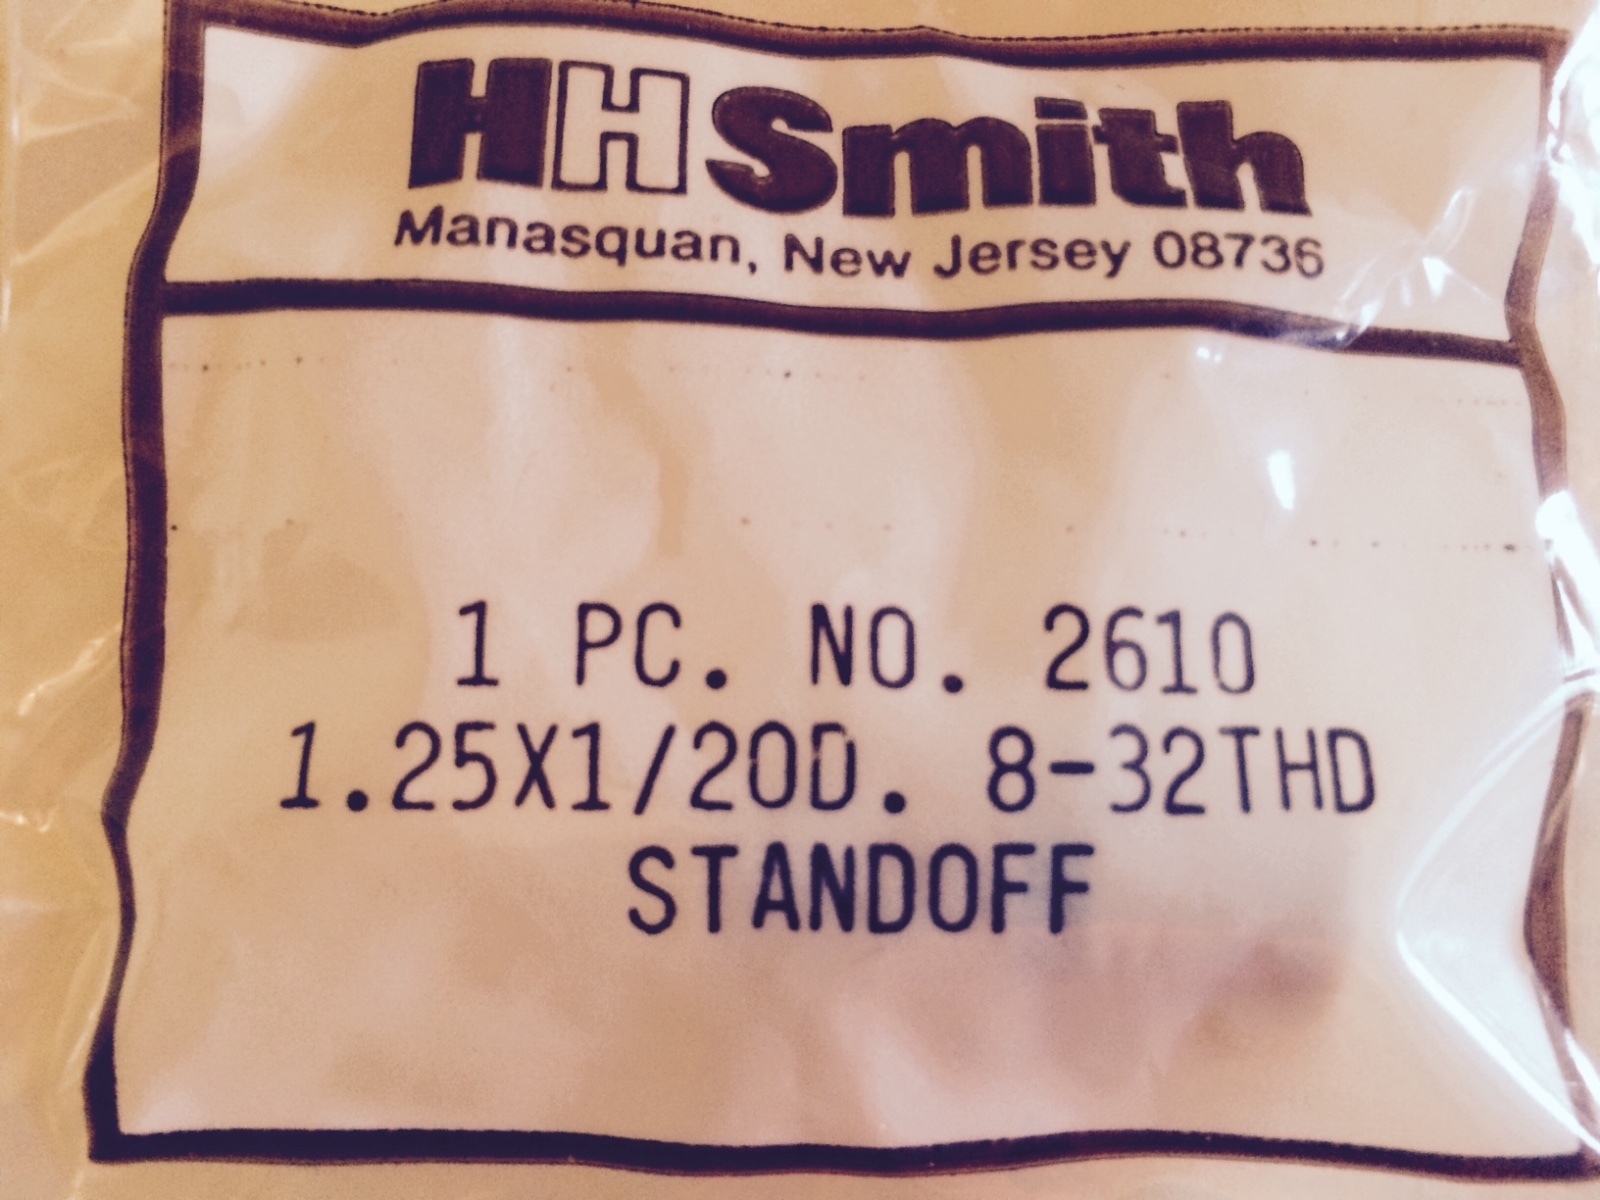 HHSmith
Manasquan, New Jersey 08736
1 PC. NO. 2610
1.25X1/2OD. 8-32THD
STANDOFF